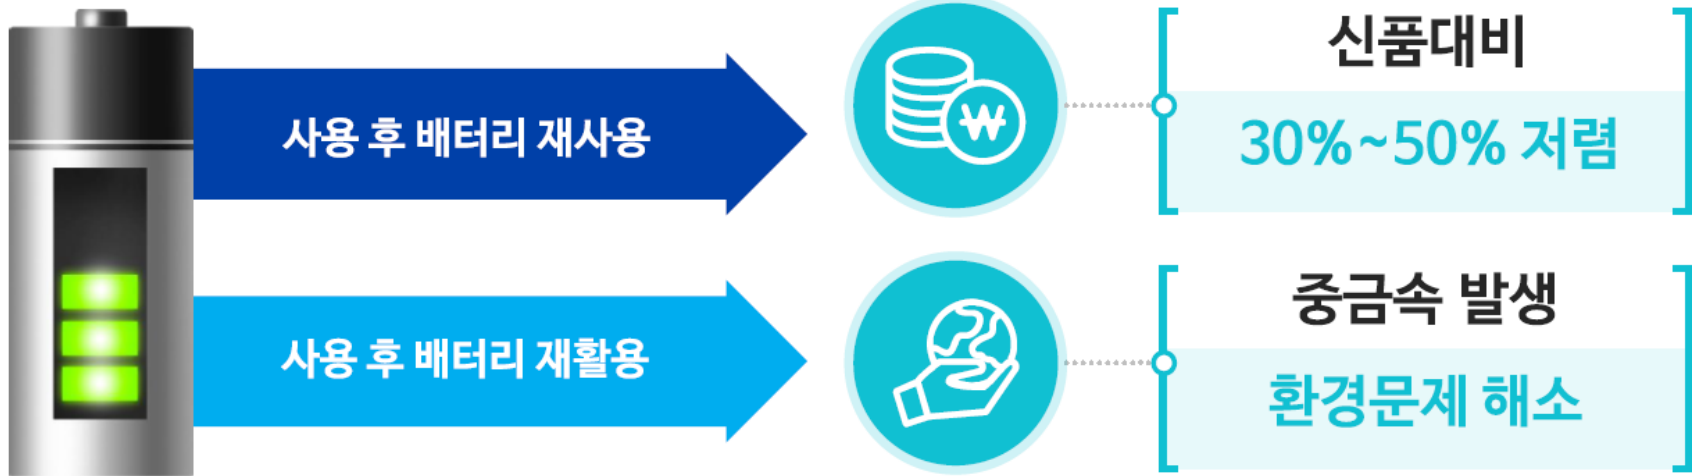 사용 후 배터리 재사용
₩
신품대비
30%~50% 저렴
사용 후 배터리 재활용
중금속 발생
환경문제 해소